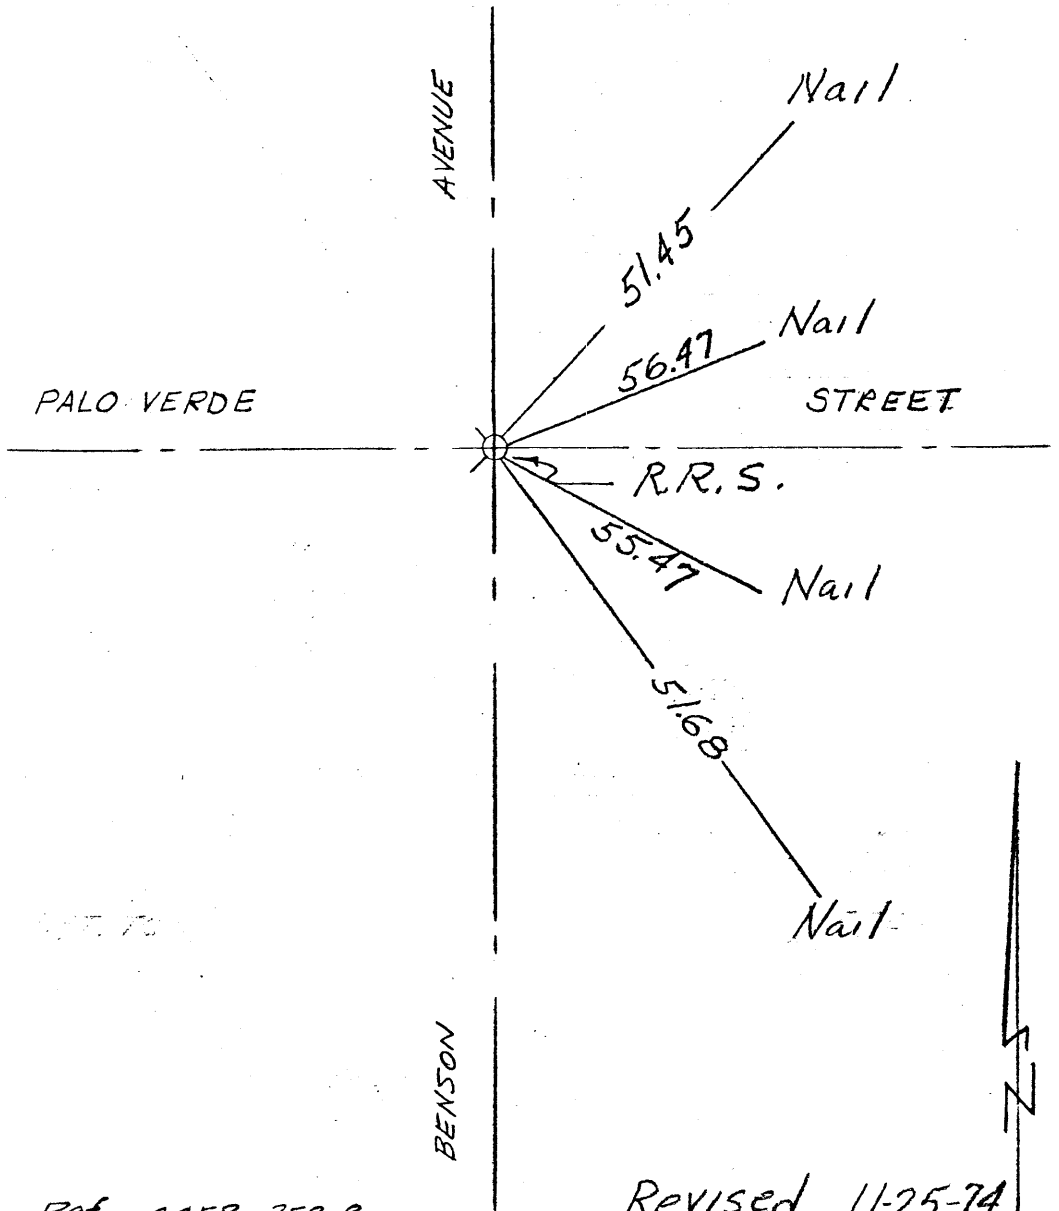 AVENUE
Nail
51.45
Nail
56.47
PALO VERDE
STREET
R.R.S.
55.47
Nail
51.68
Nail
BENSON
N
Revised 11-25-74